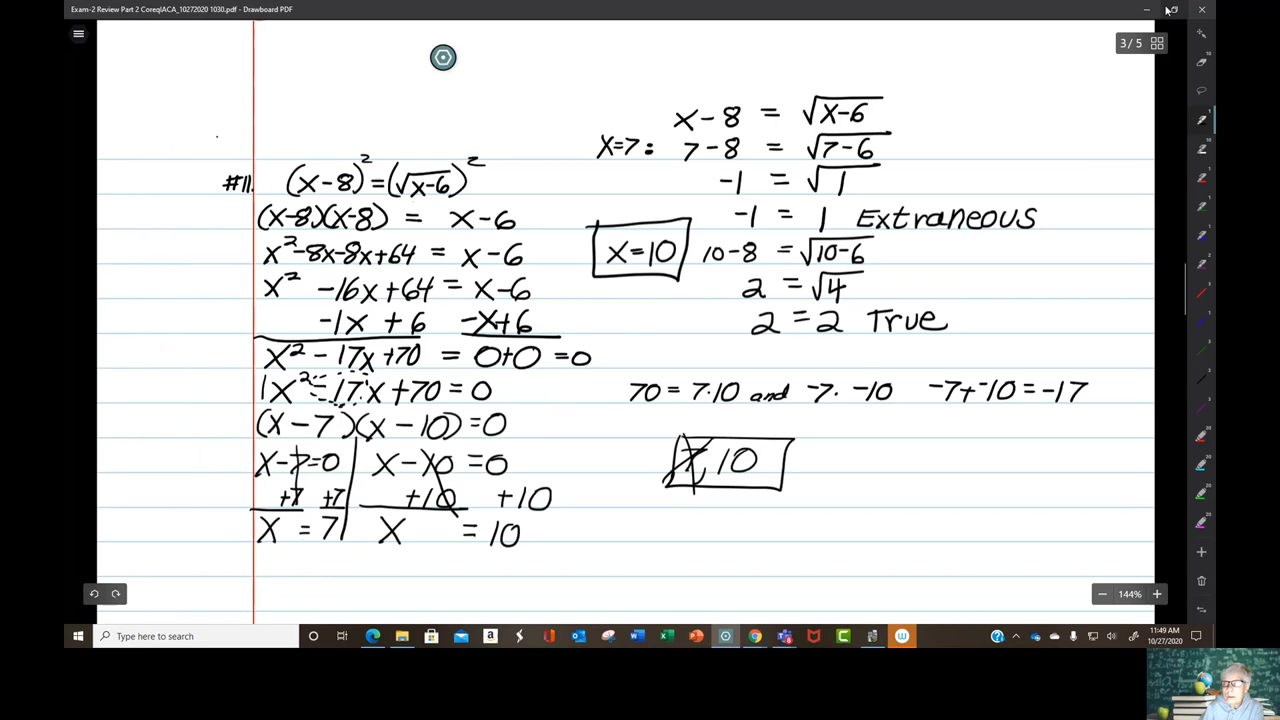 Exam-2 Review Part 2 CoreqIACA_10272020 1030.pdf - Drawboard PDF
3 / 5
#11. (x-8)² = (√x-6)²
(x-8)(x-8) = x-6
x²-8x-8x+64 = x-6
x² -16x+64 = x-6
-1x + 6 -x+6
x² - 17x +70 = 0+0 =0
1x² - 17x +70 = 0
(x - 7)(x - 10) = 0
x-7=0 x-10 =0
+7 +7 +10 +10
x = 7 x = 10
x-8 = √x-6
x=7: 7-8 = √7-6
-1 = √1
-1 = 1 Extraneous
x=10 10-8 = √10-6
2 = √4
2 = 2 True
70 = 7·10 and -7· -10 -7+-10=-17
7, 10
144%
Type here to search
11:49 AM
10/27/2020